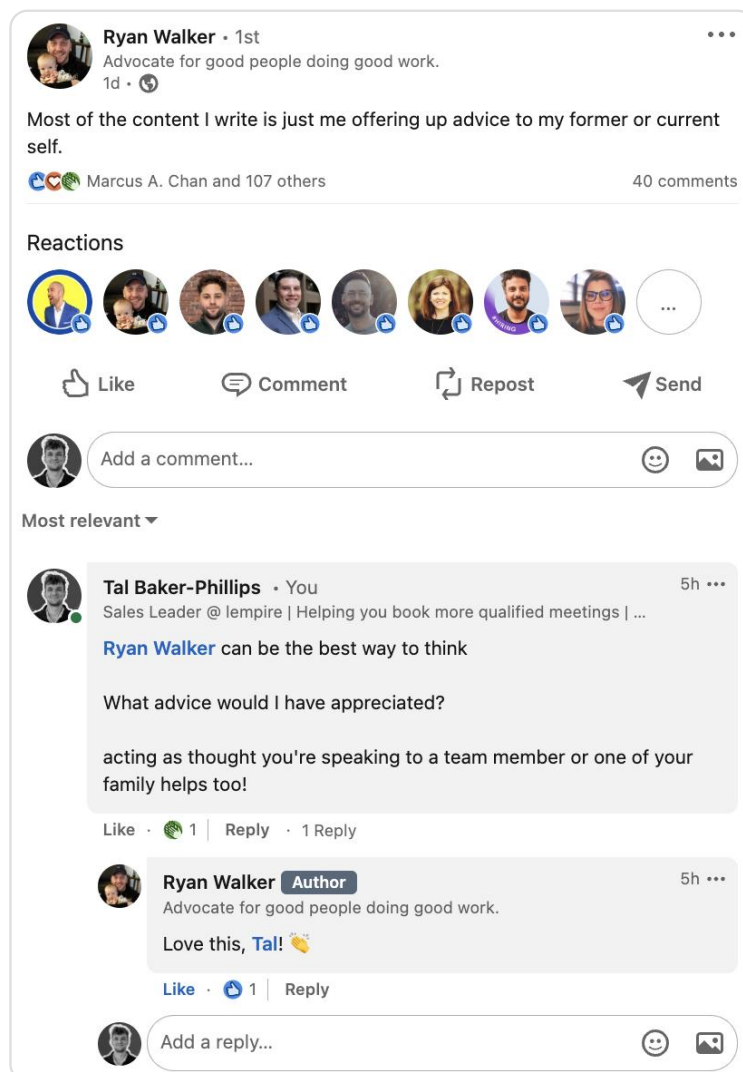 Ryan Walker • 1st
Advocate for good people doing good work.
1d •
Most of the content I write is just me offering up advice to my former or current
self.
Marcus A. Chan and 107 others
40 comments
Reactions
#HIRING
...
Like
Comment
Repost
Send
Add a comment...
Most relevant
Tal Baker-Phillips • You
5h
Sales Leader @ lempire | Helping you book more qualified meetings | ...
Ryan Walker can be the best way to think
What advice would I have appreciated?
acting as thought you're speaking to a team member or one of your
family helps too!
Like · 1 | Reply · 1 Reply
Ryan Walker Author
5h
Advocate for good people doing good work.
Love this, Tal! 👏
Like · 1 | Reply
Add a reply...